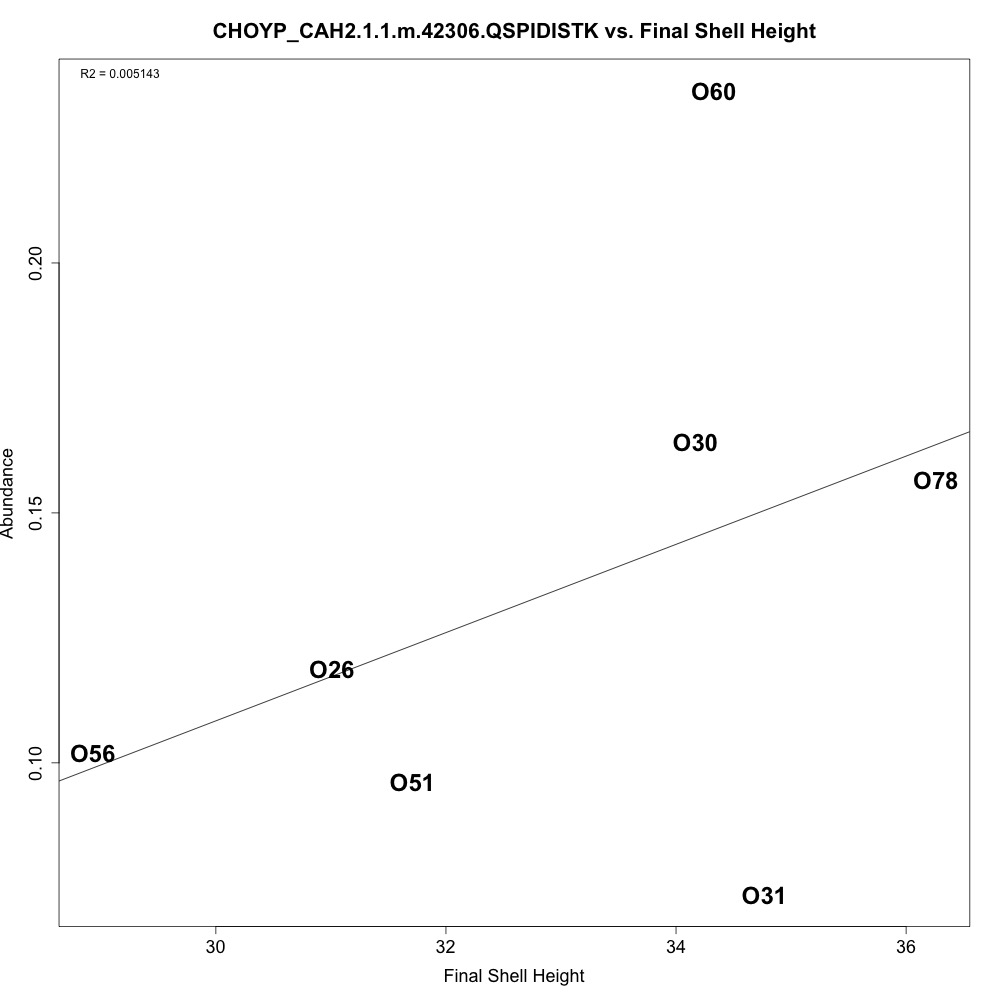 CHOYP_CAH2.1.1.m.42306.QSPIDISTK vs. Final Shell Height
R2 = 0.005143
O60
0.20
O30
Abundance
O78
0.15
O26
O56
0.10
O51
O31
30 32 34 36
Final Shell Height